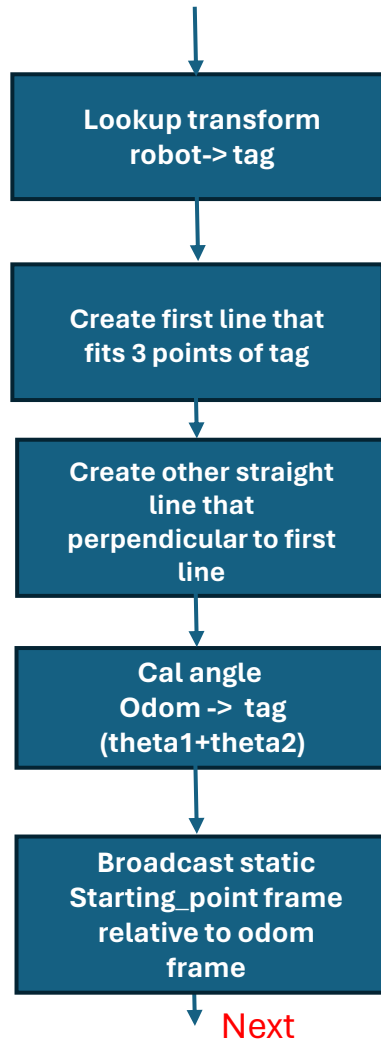 Lookup transform
robot-> tag
Create first line that
fits 3 points of tag
Create other straight
line that
perpendicular to first
line
Cal angle
Odom -> tag
(theta1+theta2)
Broadcast static
Starting_point frame
relative to odom
frame
Next